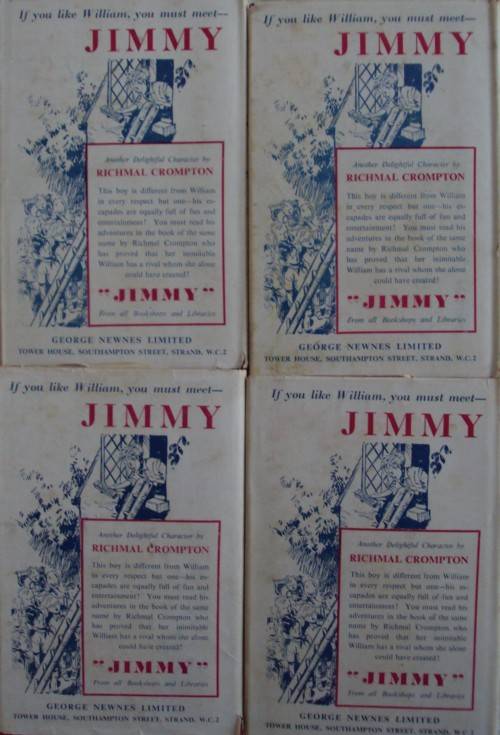 If you like William, you must meet—
JIMMY
Another Delightful Character by
RICHMAL CROMPTON
This boy is different from William
in every respect but one—his es-
capades are equally full of fun and
entertainment! You must read his
adventures in the book of the same
name by Richmal Crompton who
has proved that her inimitable
William has a rival whom she alone
could have created!
"JIMMY"
From all Bookshops and Libraries
GEORGE NEWNES LIMITED
TOWER HOUSE, SOUTHAMPTON STREET, STRAND, W.C.2
If you like William, you must meet—
JIMMY
Another Delightful Character by
RICHMAL CROMPTON
This boy is different from William
in every respect but one—his es-
capades are equally full of fun and
entertainment! You must read his
adventures in the book of the same
name by Richmal Crompton who
has proved that her inimitable
William has a rival whom she alone
could have created!
"JIMMY"
From all Bookshops and Libraries
GEORGE NEWNES LIMITED
TOWER HOUSE, SOUTHAMPTON STREET, STRAND, W.C.2
If you like William, you must meet—
JIMMY
Another Delightful Character by
RICHMAL CROMPTON
This boy is different from William
in every respect but one—his es-
capades are equally full of fun and
entertainment! You must read his
adventures in the book of the same
name by Richmal Crompton who
has proved that her inimitable
William has a rival whom she alone
could have created!
"JIMMY"
From all Bookshops and Libraries
GEORGE NEWNES LIMITED
TOWER HOUSE, SOUTHAMPTON STREET, STRAND, W.C.2
If you like William, you must meet—
JIMMY
Another Delightful Character by
RICHMAL CROMPTON
This boy is different from William
in every respect but one—his es-
capades are equally full of fun and
entertainment! You must read his
adventures in the book of the same
name by Richmal Crompton who
has proved that her inimitable
William has a rival whom she alone
could have created!
"JIMMY"
From all Bookshops and Libraries
GEORGE NEWNES LIMITED
TOWER HOUSE, SOUTHAMPTON STREET, STRAND, W.C.2